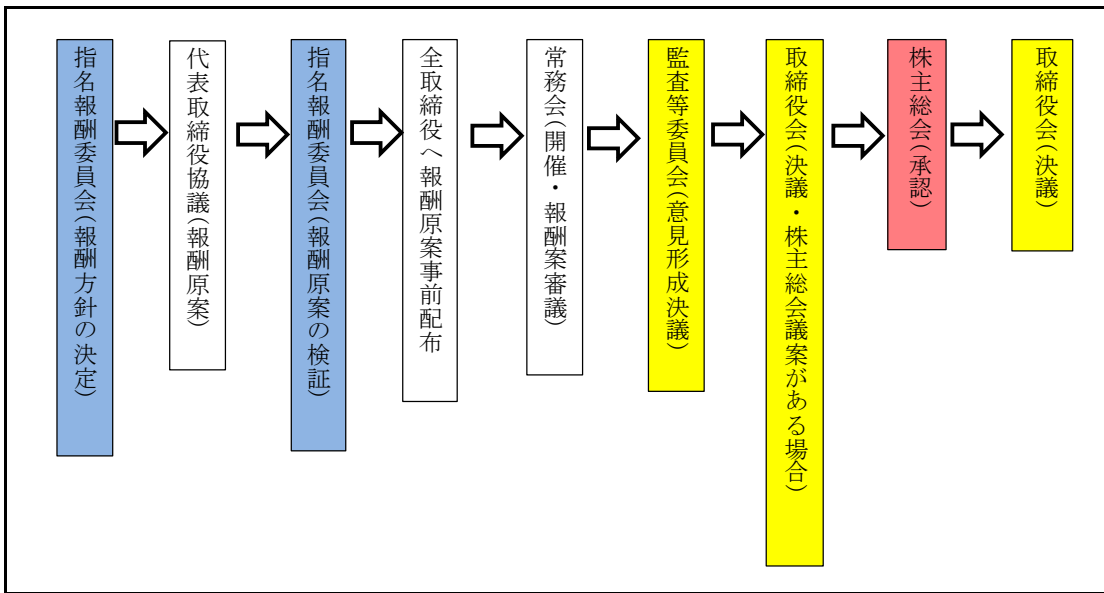 指名報酬委員会(報酬方針の決定)
代表取締役協議(報酬原案)
指名報酬委員会(報酬原案の検証)
全取締役へ報酬原案事前配布
常務会(開催・報酬案審議)
監査等委員会(意見形成決議)
取締役会(決議・株主総会議案がある場合)
株主総会(承認)
取締役会(決議)